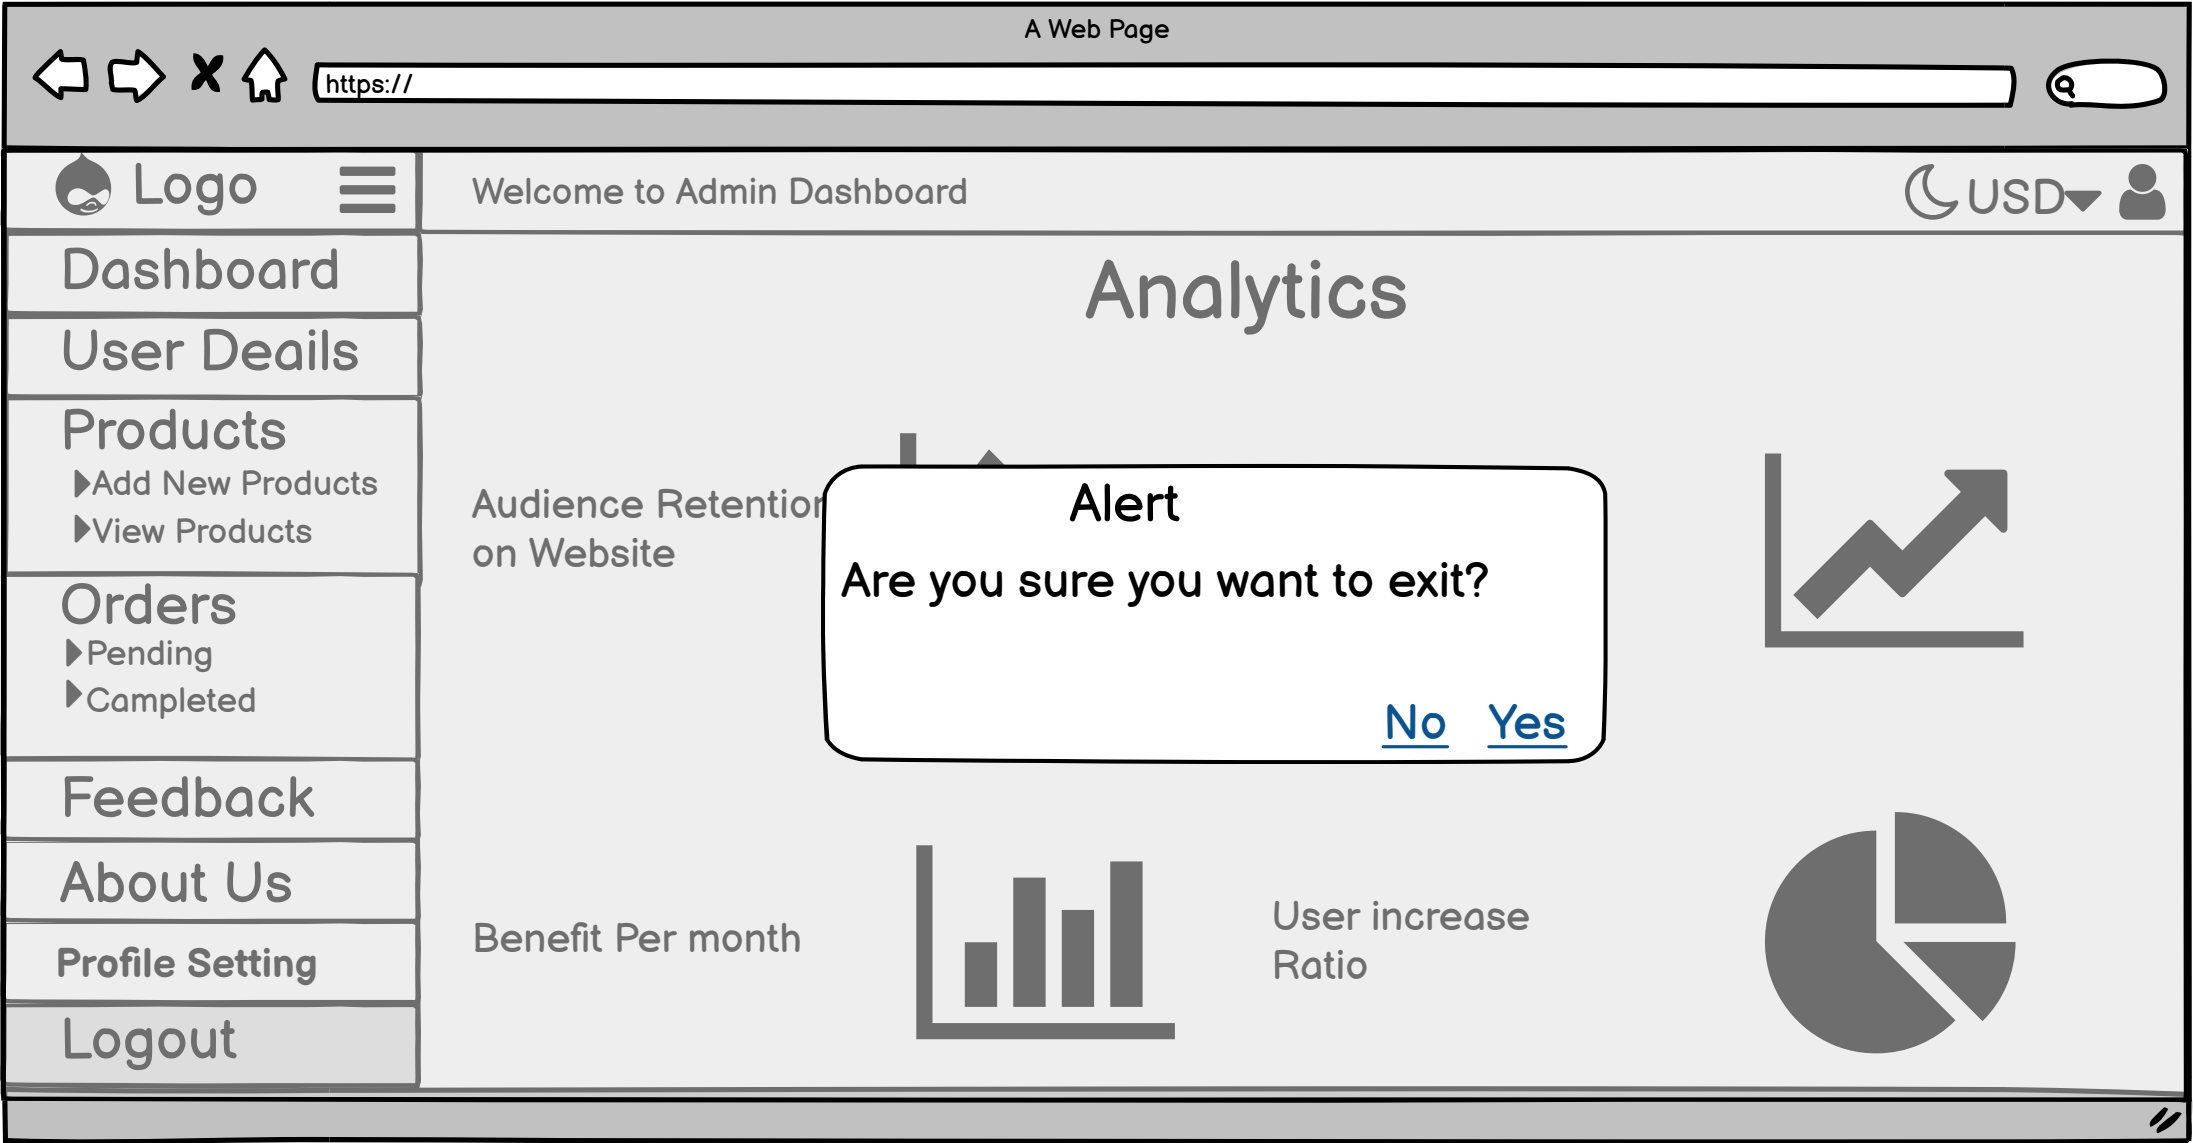 A Web Page
https://
Logo
Welcome to Admin Dashboard
USD
Dashboard
User Deails
Products
Add New Products
View Products
Orders
Pending
Campleted
Feedback
About Us
Profile Setting
Logout
Analytics
Audience Retention
on Website
Alert
Are you sure you want to exit?
No Yes
Benefit Per month
User increase
Ratio